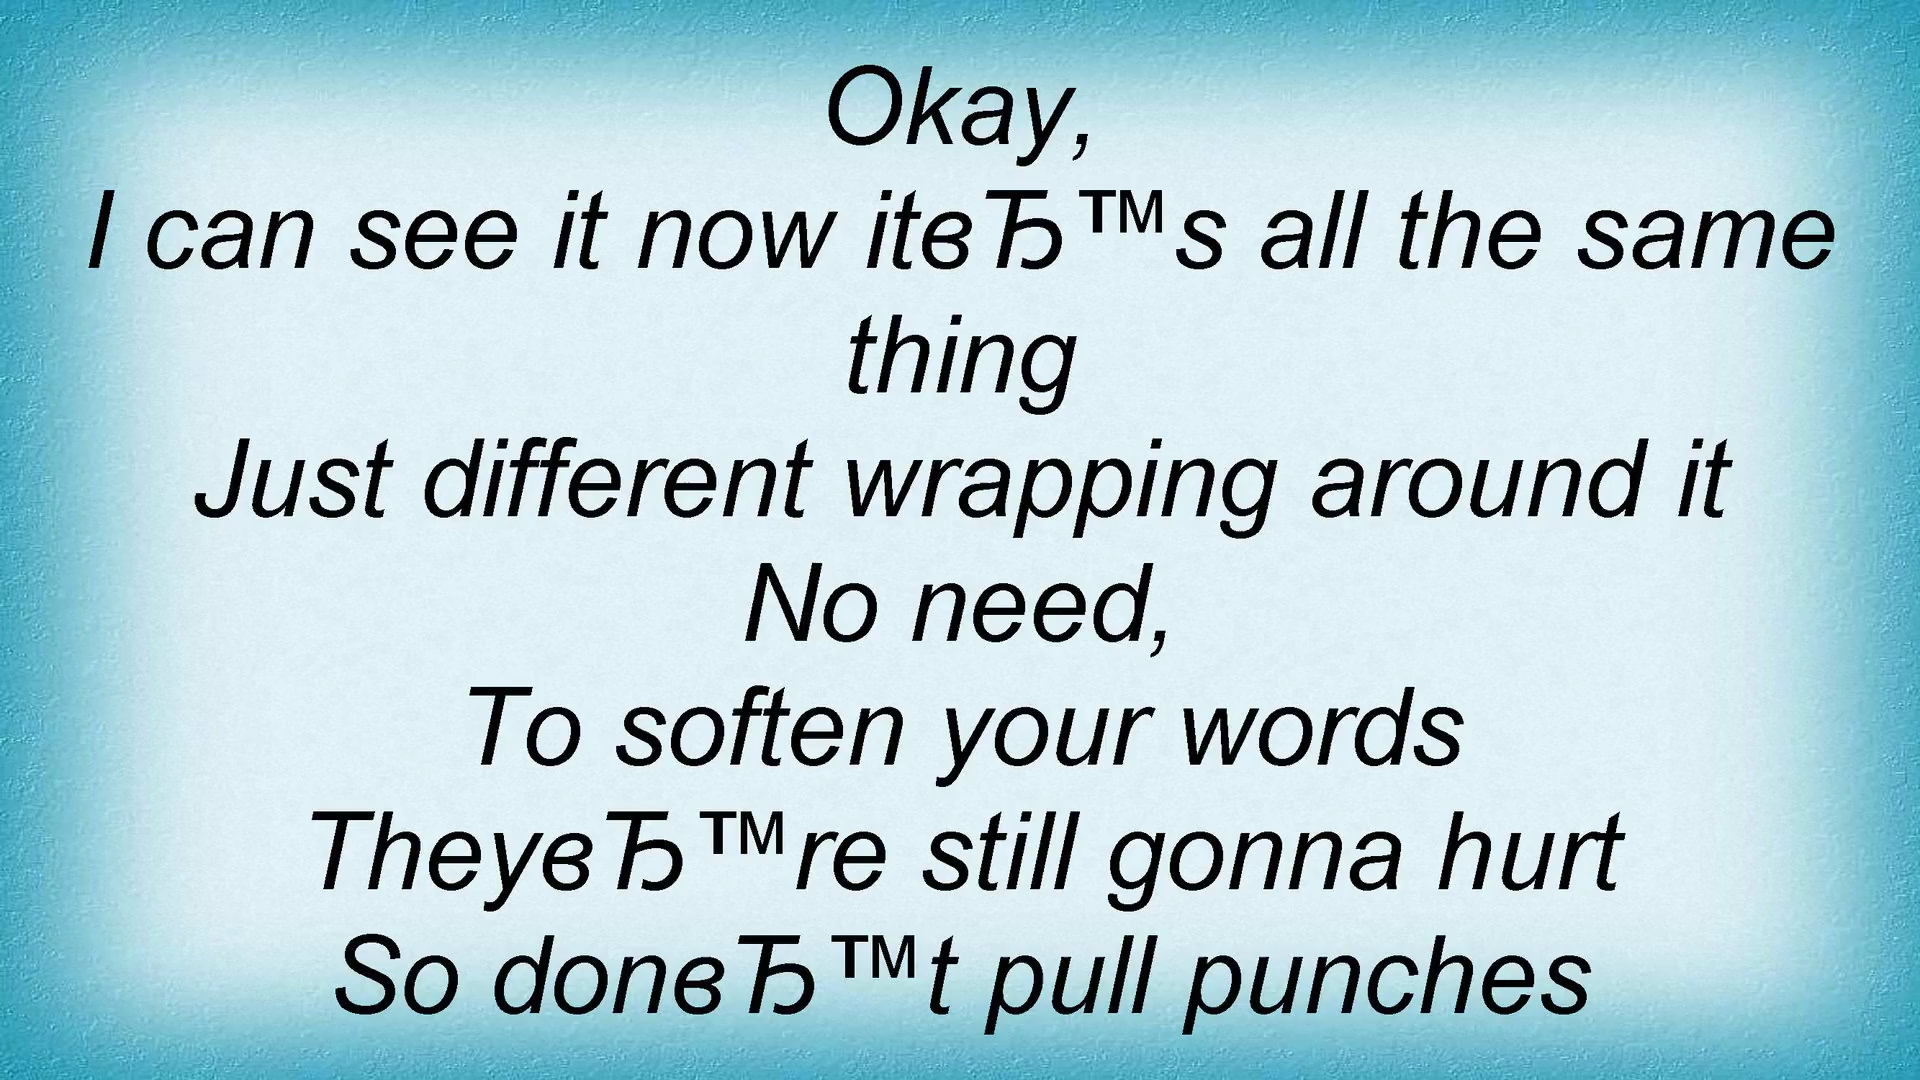 Okay,
I can see it now itвЂ™s all the same
thing
Just different wrapping around it
No need,
To soften your words
TheyвЂ™re still gonna hurt
So donвЂ™t pull punches